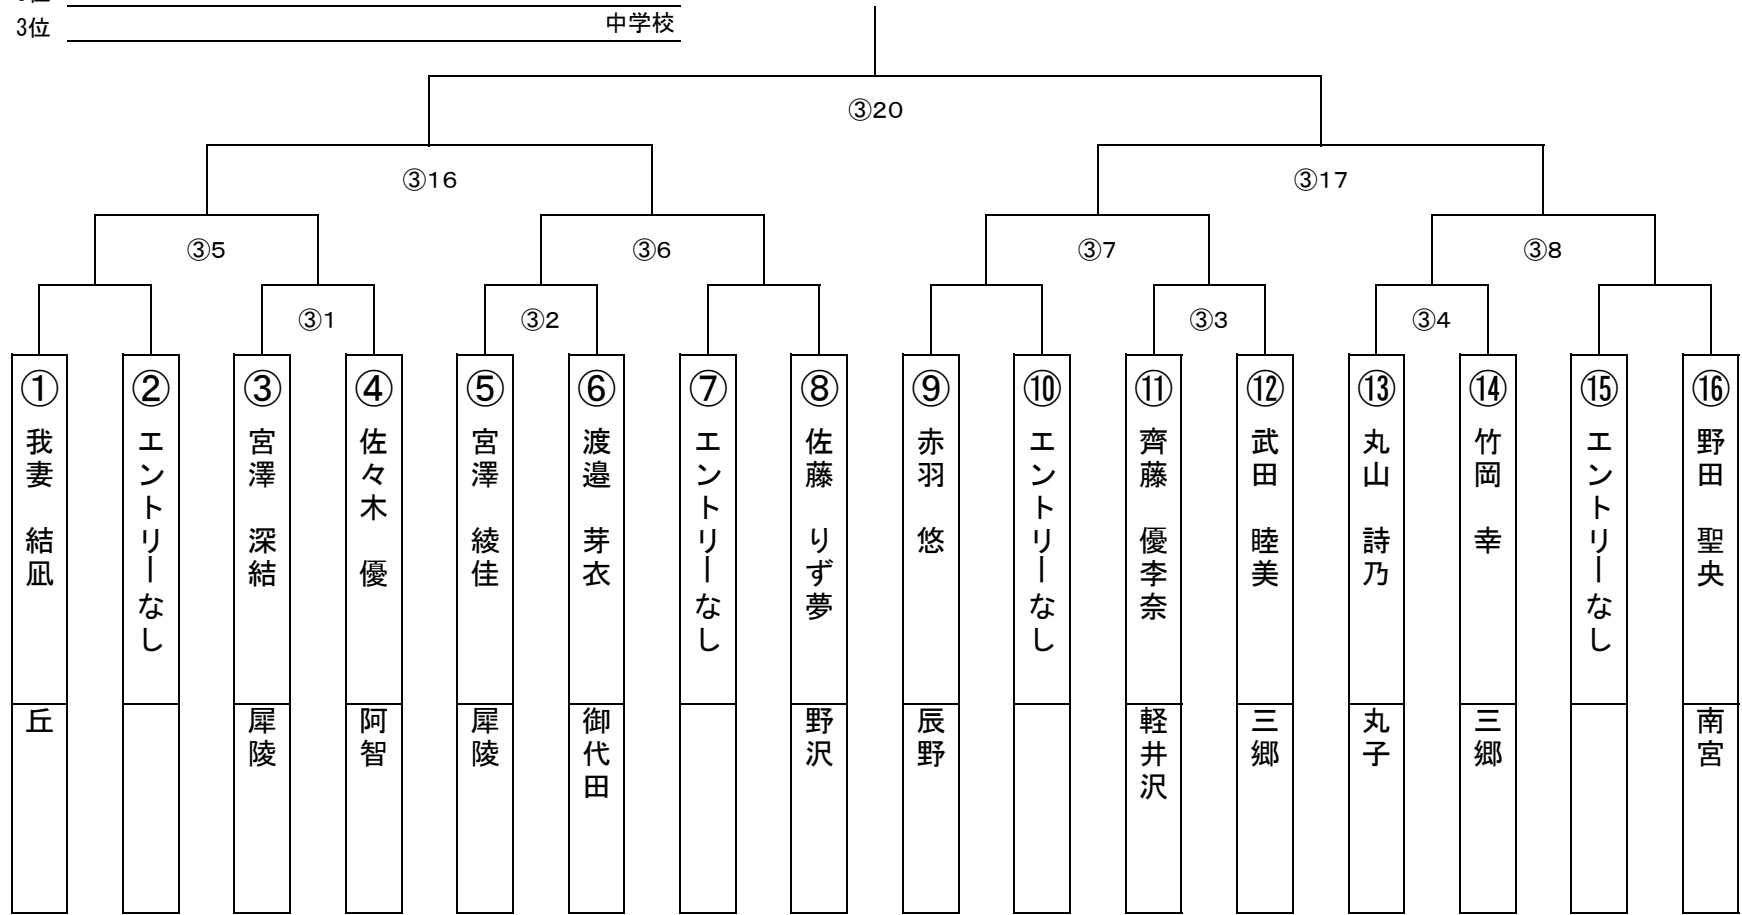 3位
中学校
③20
③16
③17
③5
③6
③7
③8
③1
③2
③3
③4
① 我妻 結凪 丘
② エントリーなし
③ 宮澤 深結 犀陵
④ 佐々木 優 阿智
⑤ 宮澤 綾佳 犀陵
⑥ 渡邉 芽衣 御代田
⑦ エントリーなし
⑧ 佐藤 りず夢 野沢
⑨ 赤羽 悠 辰野
⑩ エントリーなし
⑪ 齊藤 優李奈 軽井沢
⑫ 武田 睦美 三郷
⑬ 丸山 詩乃 丸子
⑭ 竹岡 幸 三郷
⑮ エントリーなし
⑯ 野田 聖央 南宮